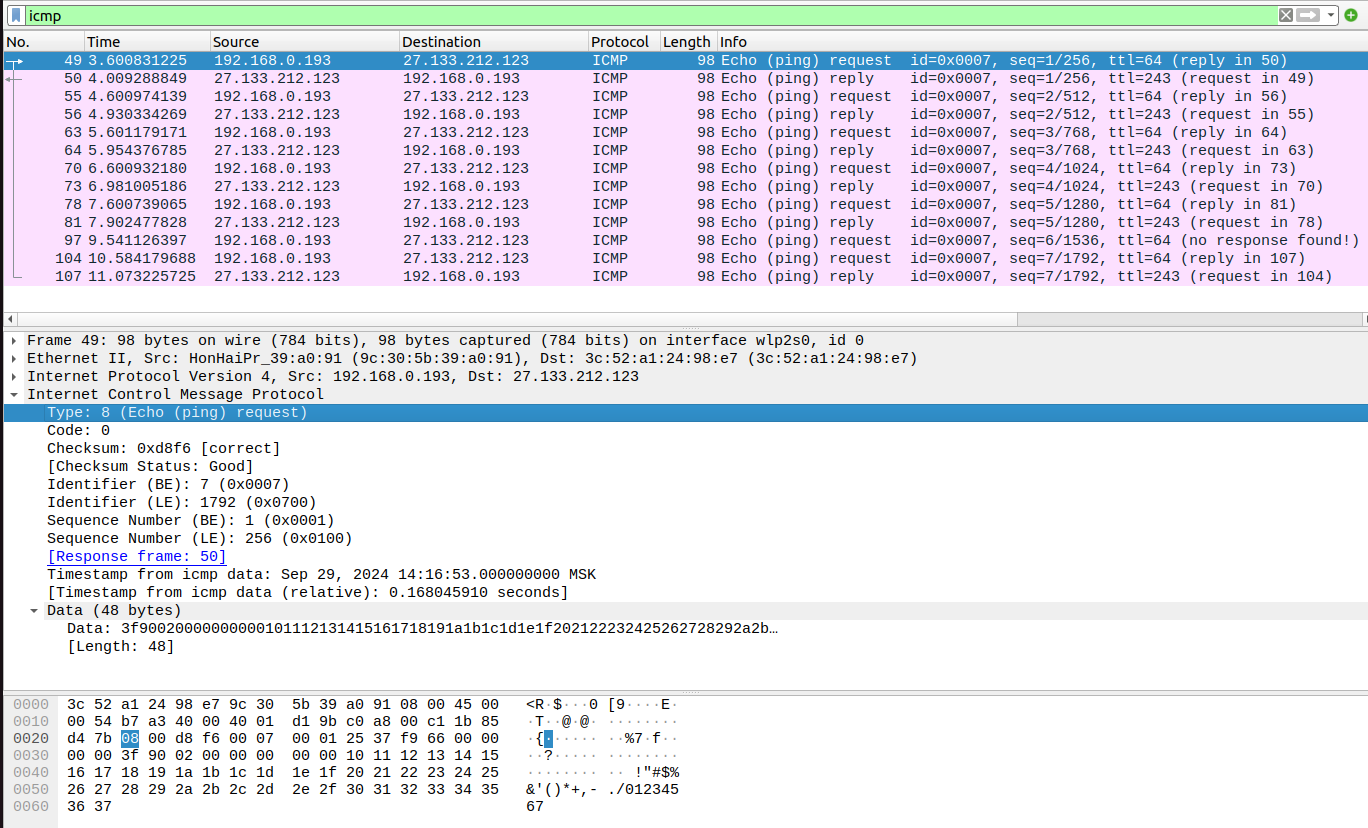 icmp
No. Time Source Destination Protocol Length Info
49 3.600831225 192.168.0.193 27.133.212.123 ICMP 98 Echo (ping) request id=0x0007, seq=1/256, ttl=64 (reply in 50)
50 4.009288849 27.133.212.123 192.168.0.193 ICMP 98 Echo (ping) reply id=0x0007, seq=1/256, ttl=243 (request in 49)
55 4.600974139 192.168.0.193 27.133.212.123 ICMP 98 Echo (ping) request id=0x0007, seq=2/512, ttl=64 (reply in 56)
56 4.930334269 27.133.212.123 192.168.0.193 ICMP 98 Echo (ping) reply id=0x0007, seq=2/512, ttl=243 (request in 55)
63 5.601179171 192.168.0.193 27.133.212.123 ICMP 98 Echo (ping) request id=0x0007, seq=3/768, ttl=64 (reply in 64)
64 5.954376785 27.133.212.123 192.168.0.193 ICMP 98 Echo (ping) reply id=0x0007, seq=3/768, ttl=243 (request in 63)
70 6.600932180 192.168.0.193 27.133.212.123 ICMP 98 Echo (ping) request id=0x0007, seq=4/1024, ttl=64 (reply in 73)
73 6.981005186 27.133.212.123 192.168.0.193 ICMP 98 Echo (ping) reply id=0x0007, seq=4/1024, ttl=243 (request in 70)
78 7.600739065 192.168.0.193 27.133.212.123 ICMP 98 Echo (ping) request id=0x0007, seq=5/1280, ttl=64 (reply in 81)
81 7.902477828 27.133.212.123 192.168.0.193 ICMP 98 Echo (ping) reply id=0x0007, seq=5/1280, ttl=243 (request in 78)
97 9.541126397 192.168.0.193 27.133.212.123 ICMP 98 Echo (ping) request id=0x0007, seq=6/1536, ttl=64 (no response found!)
104 10.584179688 192.168.0.193 27.133.212.123 ICMP 98 Echo (ping) request id=0x0007, seq=7/1792, ttl=64 (reply in 107)
107 11.073225725 27.133.212.123 192.168.0.193 ICMP 98 Echo (ping) reply id=0x0007, seq=7/1792, ttl=243 (request in 104)
Frame 49: 98 bytes on wire (784 bits), 98 bytes captured (784 bits) on interface wlp2s0, id 0
Ethernet II, Src: HonHaiPr_39:a0:91 (9c:30:5b:39:a0:91), Dst: 3c:52:a1:24:98:e7 (3c:52:a1:24:98:e7)
Internet Protocol Version 4, Src: 192.168.0.193, Dst: 27.133.212.123
Internet Control Message Protocol
Type: 8 (Echo (ping) request)
Code: 0
Checksum: 0xd8f6 [correct]
[Checksum Status: Good]
Identifier (BE): 7 (0x0007)
Identifier (LE): 1792 (0x0700)
Sequence Number (BE): 1 (0x0001)
Sequence Number (LE): 256 (0x0100)
[Response frame: 50]
Timestamp from icmp data: Sep 29, 2024 14:16:53.000000000 MSK
[Timestamp from icmp data (relative): 0.168045910 seconds]
Data (48 bytes)
Data: 3f90020000000000101112131415161718191a1b1c1d1e1f202122232425262728292a2b…
[Length: 48]
0000 3c 52 a1 24 98 e7 9c 30 5b 39 a0 91 08 00 45 00 <R·$···0 [9····E·
0010 00 54 b7 a3 40 00 40 01 d1 9b c0 a8 00 c1 1b 85 ·T··@·@· ········
0020 d4 7b 08 00 d8 f6 00 07 00 01 25 37 f9 66 00 00 ·{······ ··%7·f··
0030 00 00 3f 90 02 00 00 00 00 00 10 11 12 13 14 15 ··?····· ········
0040 16 17 18 19 1a 1b 1c 1d 1e 1f 20 21 22 23 24 25 ········ ·· !"#$%
0050 26 27 28 29 2a 2b 2c 2d 2e 2f 30 31 32 33 34 35 &'()*+,- ./012345
0060 36 37 67